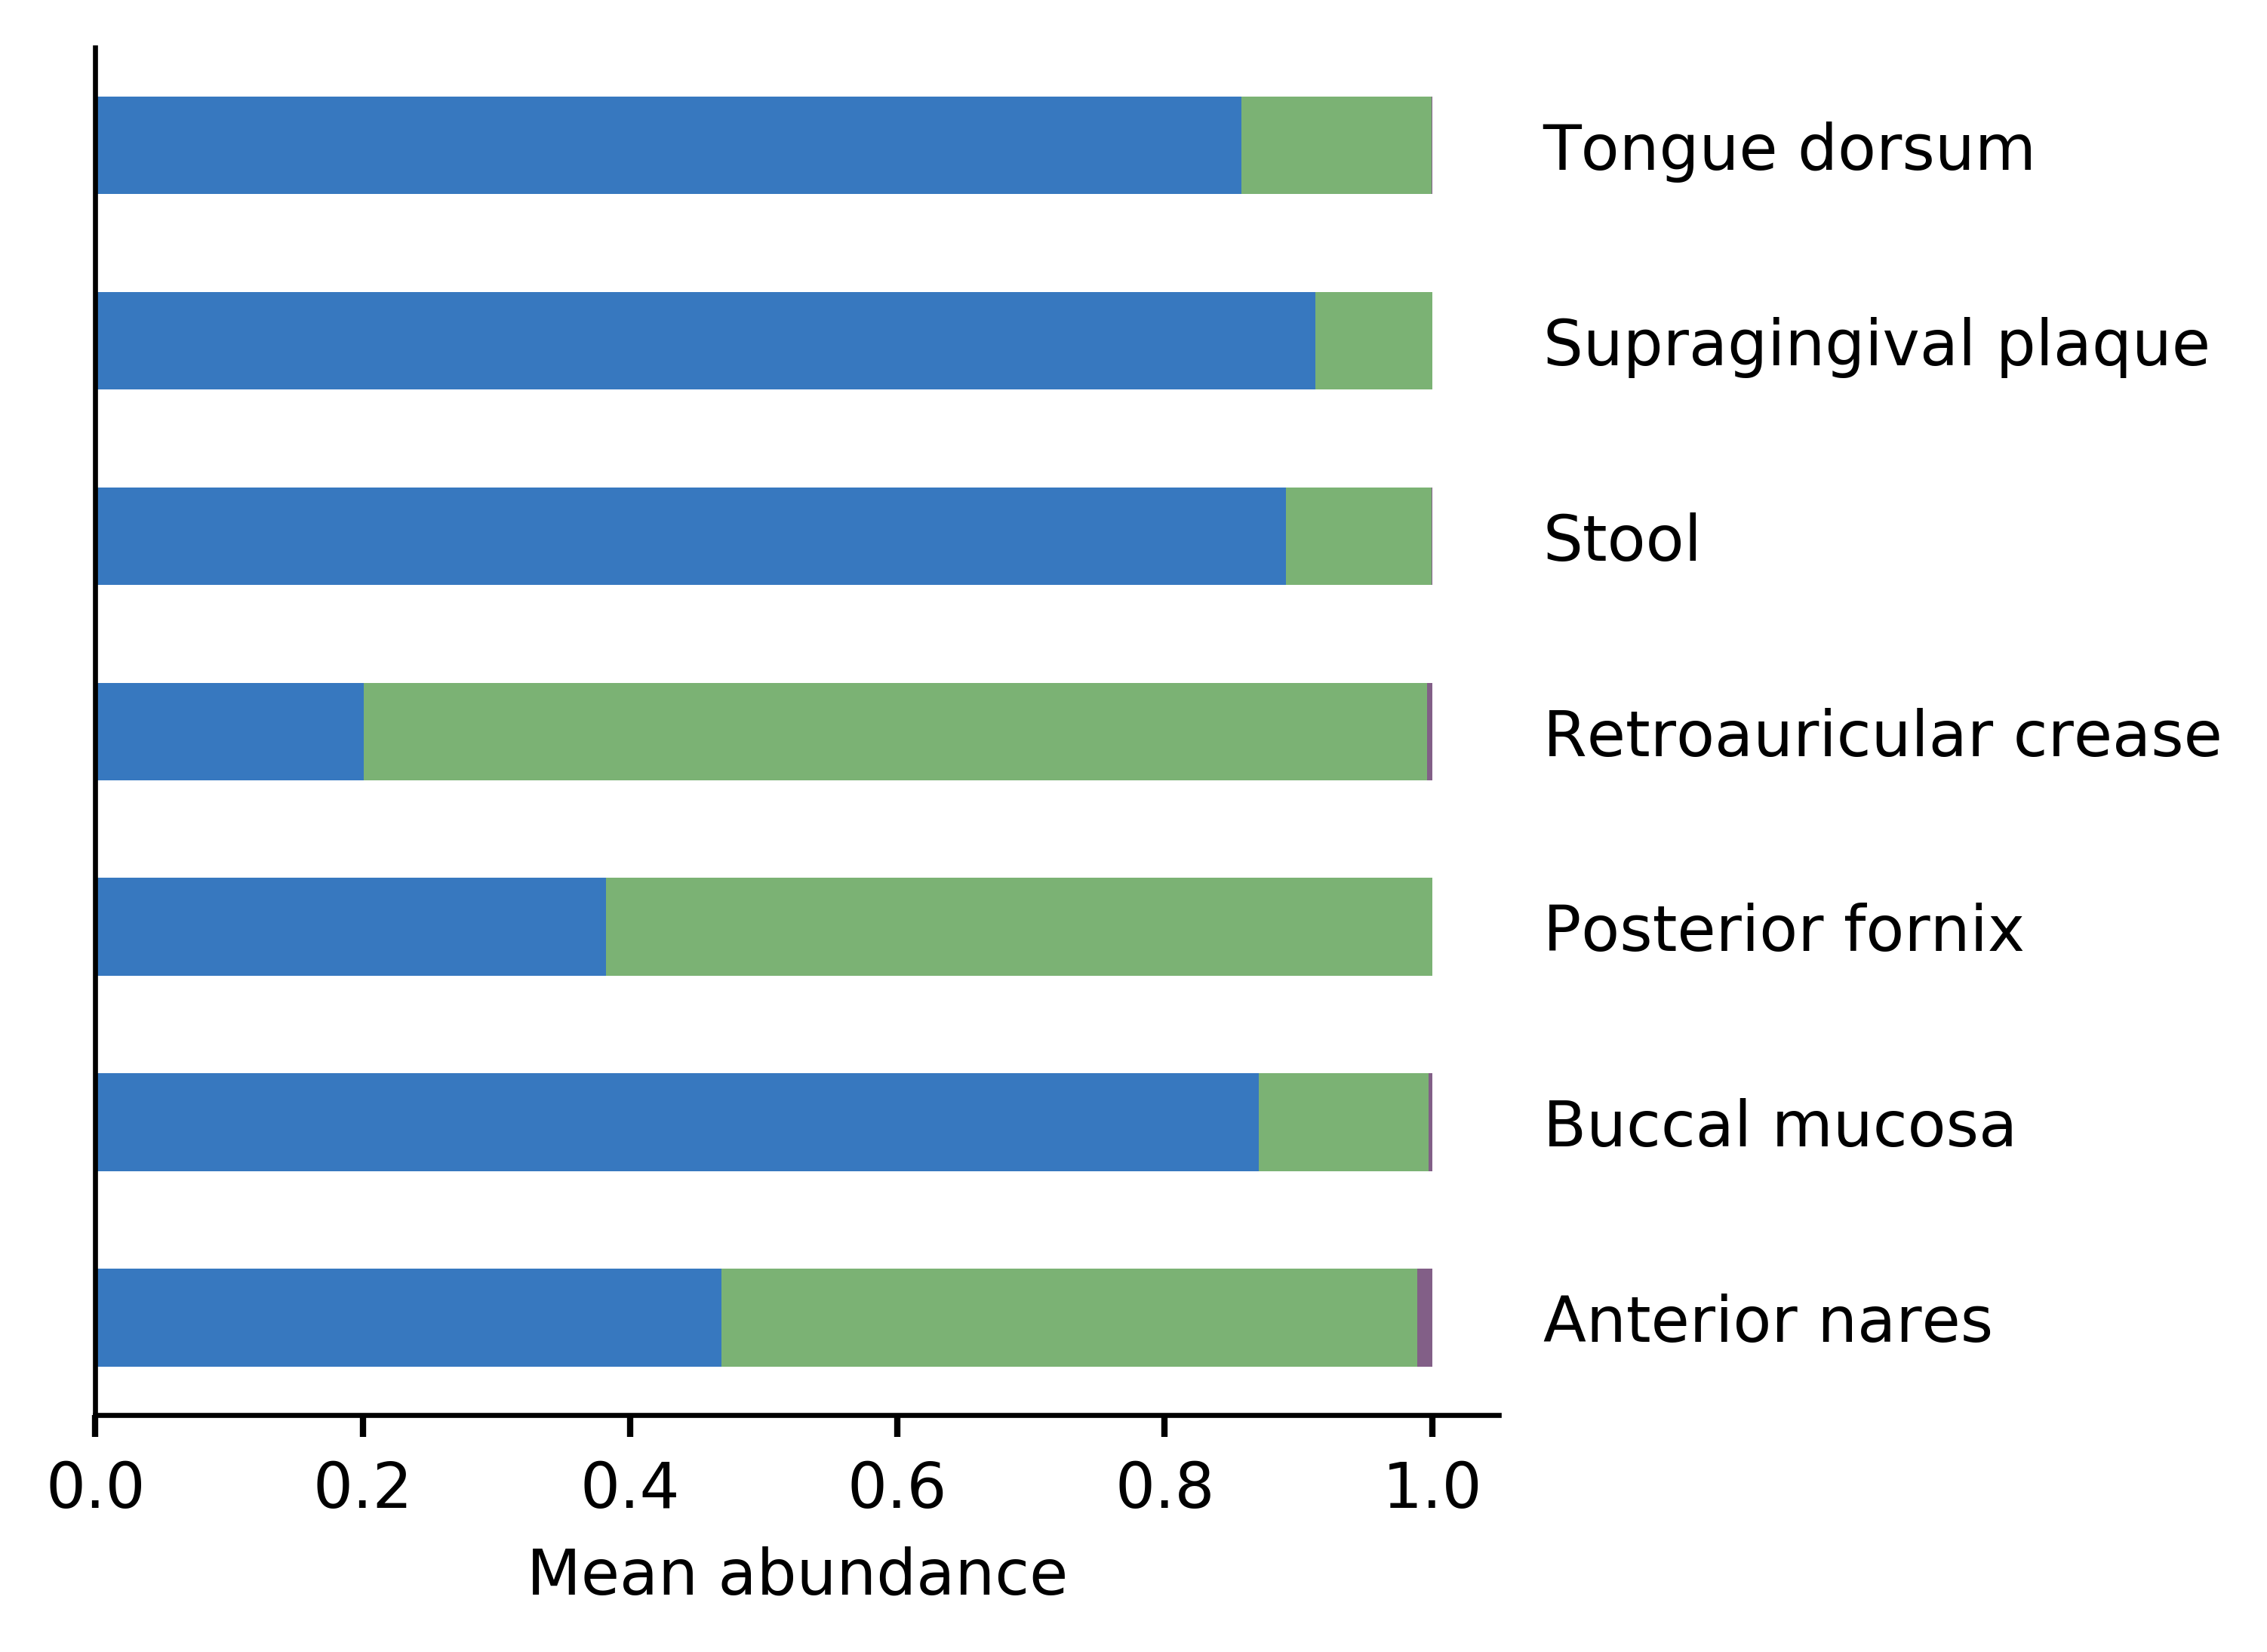 Tongue dorsum
Supragingival plaque
Stool
Retroauricular crease
Posterior fornix
Buccal mucosa
Anterior nares
0.0 0.2 0.4 0.6 0.8 1.0
Mean abundance